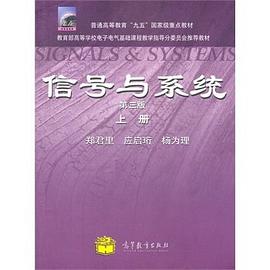 普通高等教育“九五”国家级重点教材
教育部高等学校电子电气基础课程教学指导分委员会推荐教材
SIGNALS & SYSTEMS
信号与系统
第三版
上册
郑君里 应启珩 杨为理
高等教育出版社